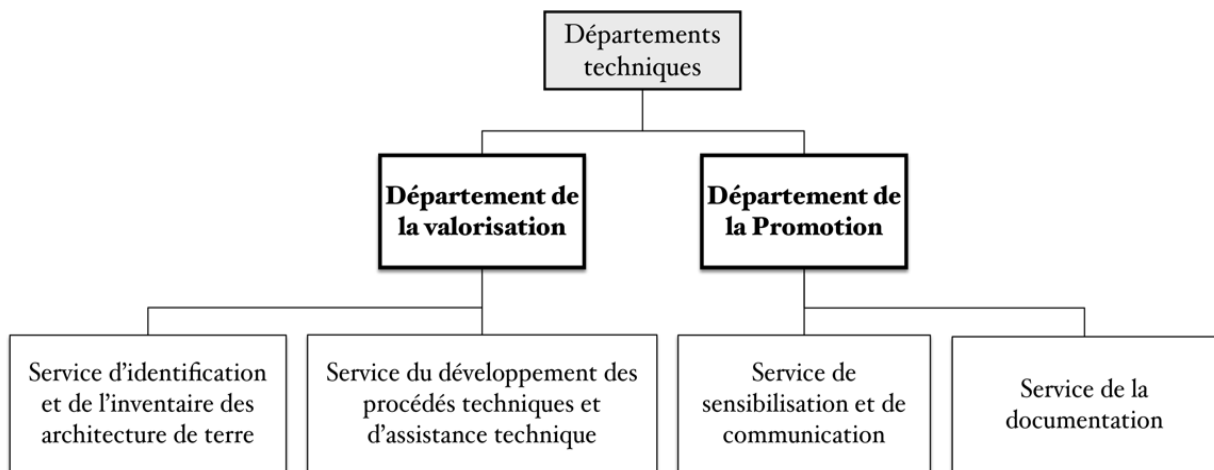 Départements
techniques
Département de
la valorisation
Département de
la Promotion
Service d’identification
et de l’inventaire des
architecture de terre
Service du développement des
procédés techniques et
d’assistance technique
Service de
sensibilisation et de
communication
Service de la
documentation